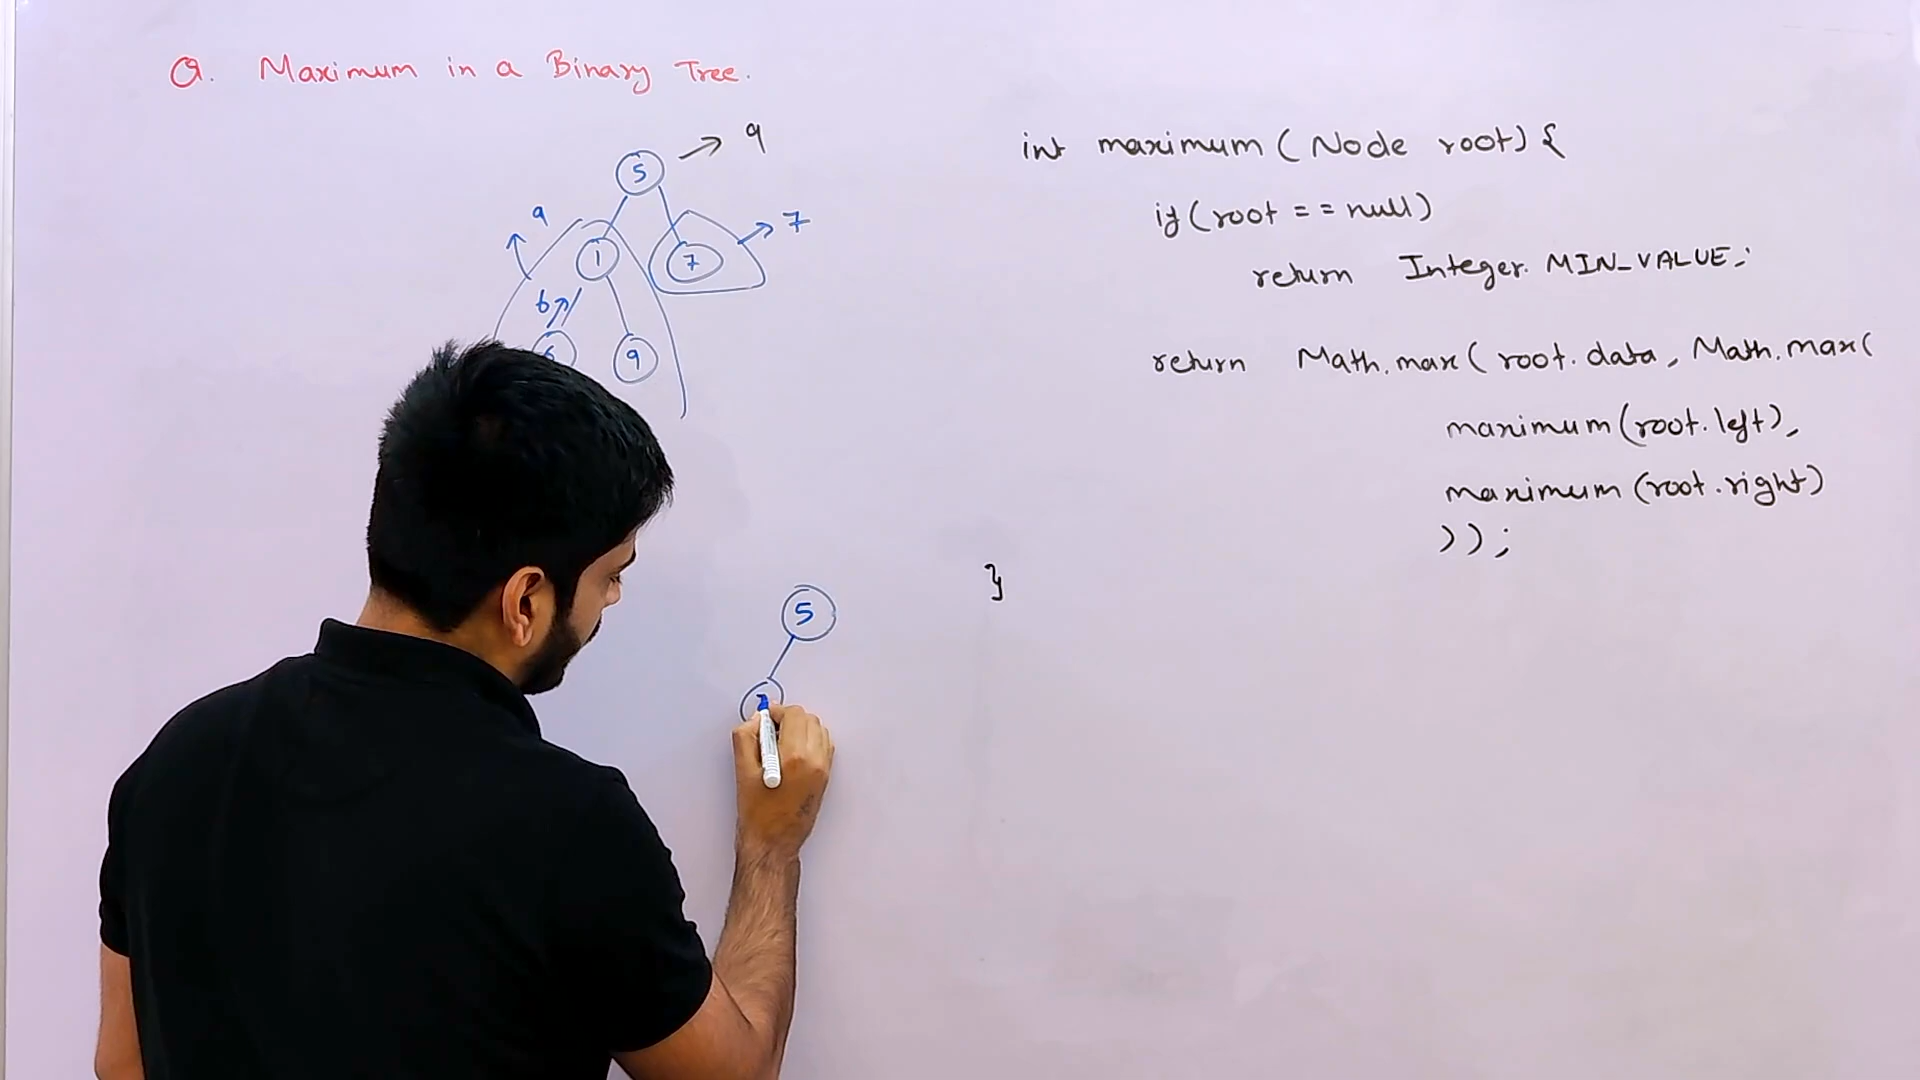 Q. Maximum in a Binary Tree.
9
5
9
7
1
7
6
6
9
int maximum (Node root) {
if (root == null)
return Integer.MIN_VALUE;
return Math.max( root.data, Math.max(
maximum (root.left),
maximum (root.right)
));
}
5